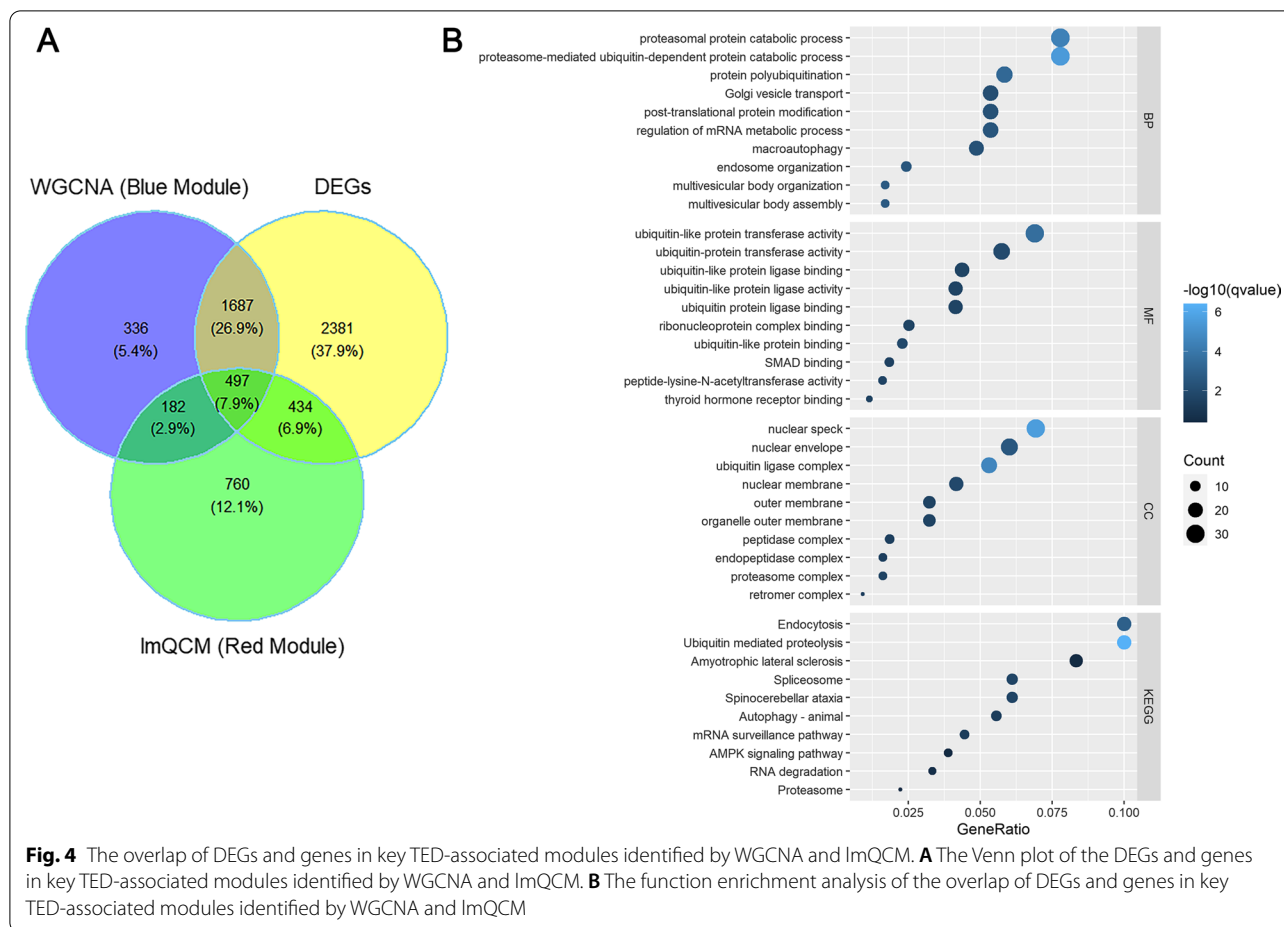 A
WGCNA (Blue Module)
DEGs
336
(5.4%)
1687
(26.9%)
2381
(37.9%)
497
(7.9%)
182
(2.9%)
434
(6.9%)
760
(12.1%)
lmQCM (Red Module)
B
proteasomal protein catabolic process
proteasome-mediated ubiquitin-dependent protein catabolic process
protein polyubiquitination
Golgi vesicle transport
post-translational protein modification
regulation of mRNA metabolic process
macroautophagy
endosome organization
multivesicular body organization
multivesicular body assembly
BP
ubiquitin-like protein transferase activity
ubiquitin-protein transferase activity
ubiquitin-like protein ligase binding
ubiquitin-like protein ligase activity
ubiquitin protein ligase binding
ribonucleoprotein complex binding
ubiquitin-like protein binding
SMAD binding
peptide-lysine-N-acetyltransferase activity
thyroid hormone receptor binding
MF
nuclear speck
nuclear envelope
ubiquitin ligase complex
nuclear membrane
outer membrane
organelle outer membrane
peptidase complex
endopeptidase complex
proteasome complex
retromer complex
CC
Endocytosis
Ubiquitin mediated proteolysis
Amyotrophic lateral sclerosis
Spliceosome
Spinocerebellar ataxia
Autophagy - animal
mRNA surveillance pathway
AMPK signaling pathway
RNA degradation
Proteasome
KEGG
0.025 0.050 0.075 0.100
GeneRatio
-log10(qvalue)
6
4
2
Count
10
20
30
Fig. 4 The overlap of DEGs and genes in key TED-associated modules identified by WGCNA and lmQCM. A The Venn plot of the DEGs and genes
in key TED-associated modules identified by WGCNA and lmQCM. B The function enrichment analysis of the overlap of DEGs and genes in key
TED-associated modules identified by WGCNA and lmQCM